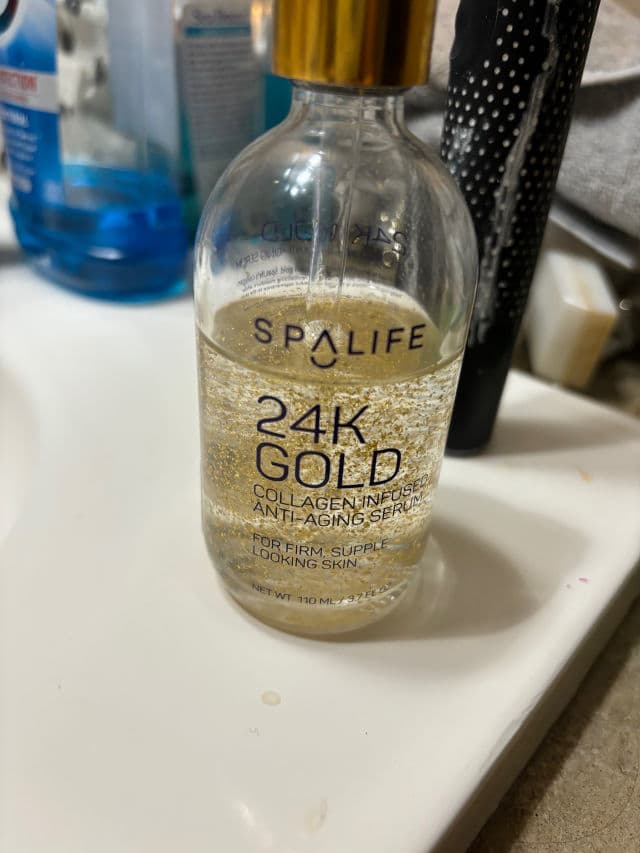 SPALIFE
24K
GOLD
COLLAGEN INFUSED
ANTI-AGING SERUM
FOR FIRM, SUPPLE
LOOKING SKIN
NET WT. 110 ML / 3.7 FL